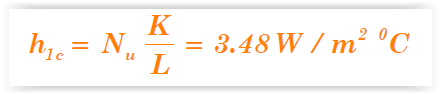 h₁c = Nᵤ K/L = 3.48 W / m² ⁰C